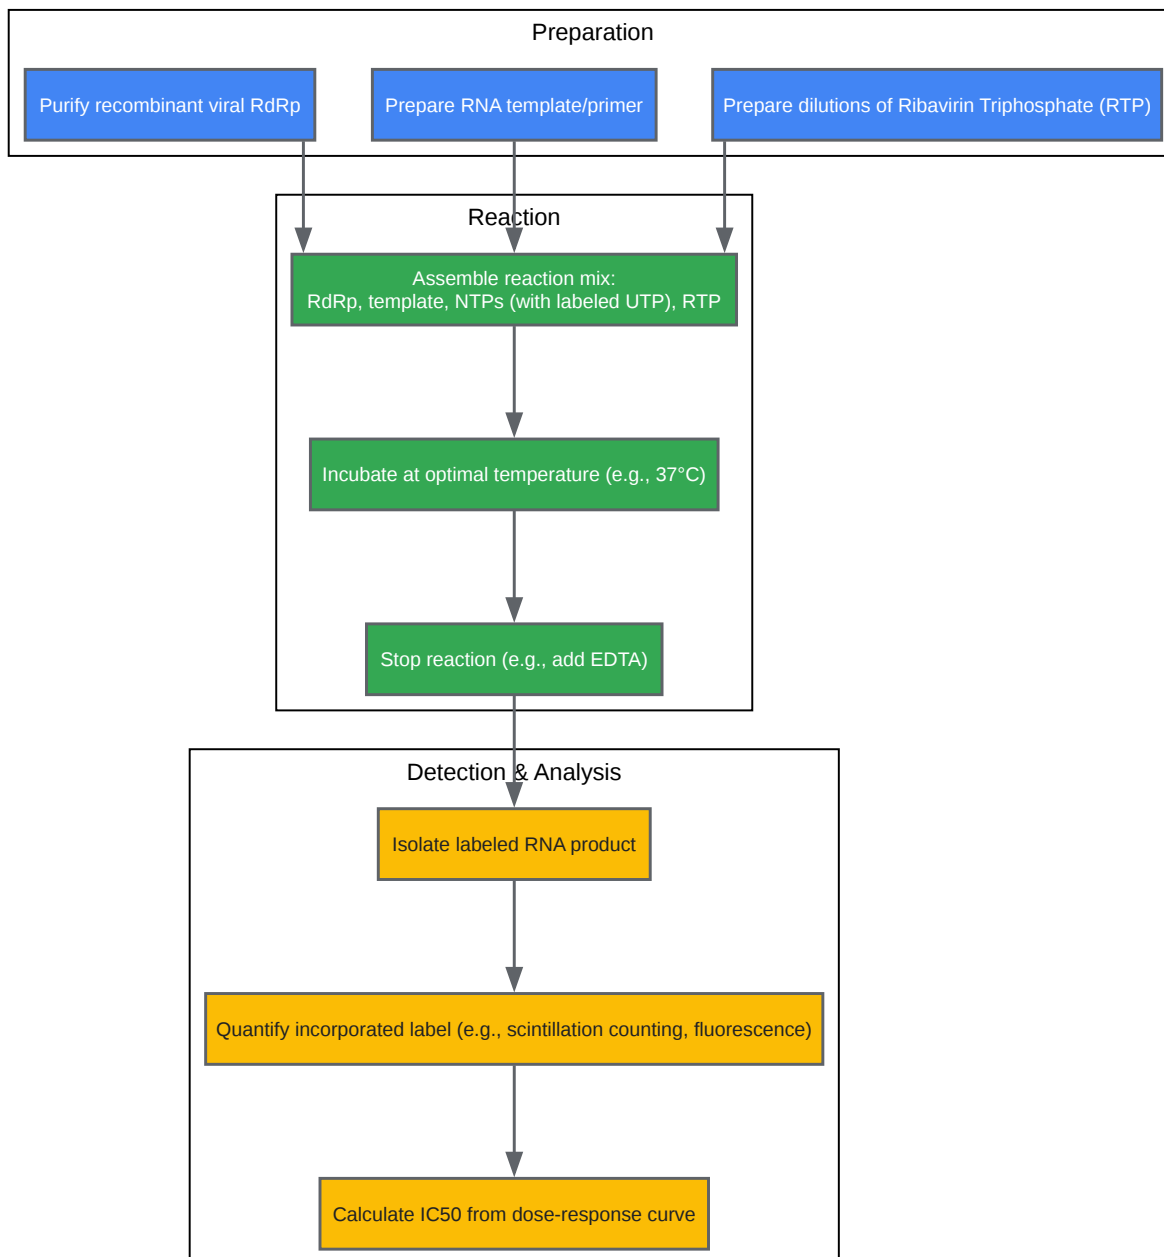 Preparation
Purify recombinant viral RdRp
Prepare RNA template/primer
Prepare dilutions of Ribavirin Triphosphate (RTP)
Reaction
Assemble reaction mix:
RdRp, template, NTPs (with labeled UTP), RTP
Incubate at optimal temperature (e.g., 37°C)
Stop reaction (e.g., add EDTA)
Detection & Analysis
Isolate labeled RNA product
Quantify incorporated label (e.g., scintillation counting, fluorescence)
Calculate IC50 from dose-response curve